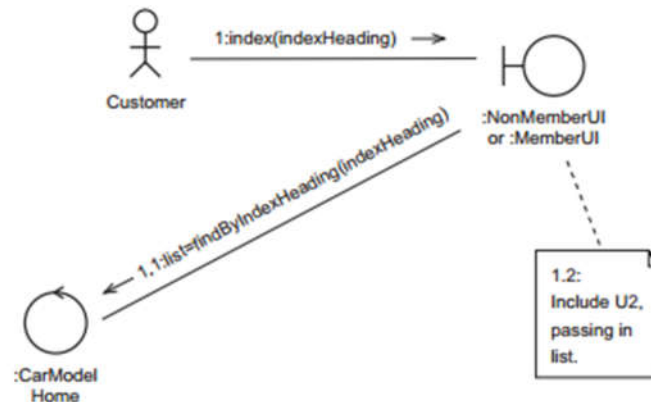 1:index(indexHeading)
Customer
:NonMemberUI
or :MemberUI
1,1:list=findByIndexHeading(indexHeading)
1.2:
Include U2,
passing in
list.
:CarModel
Home